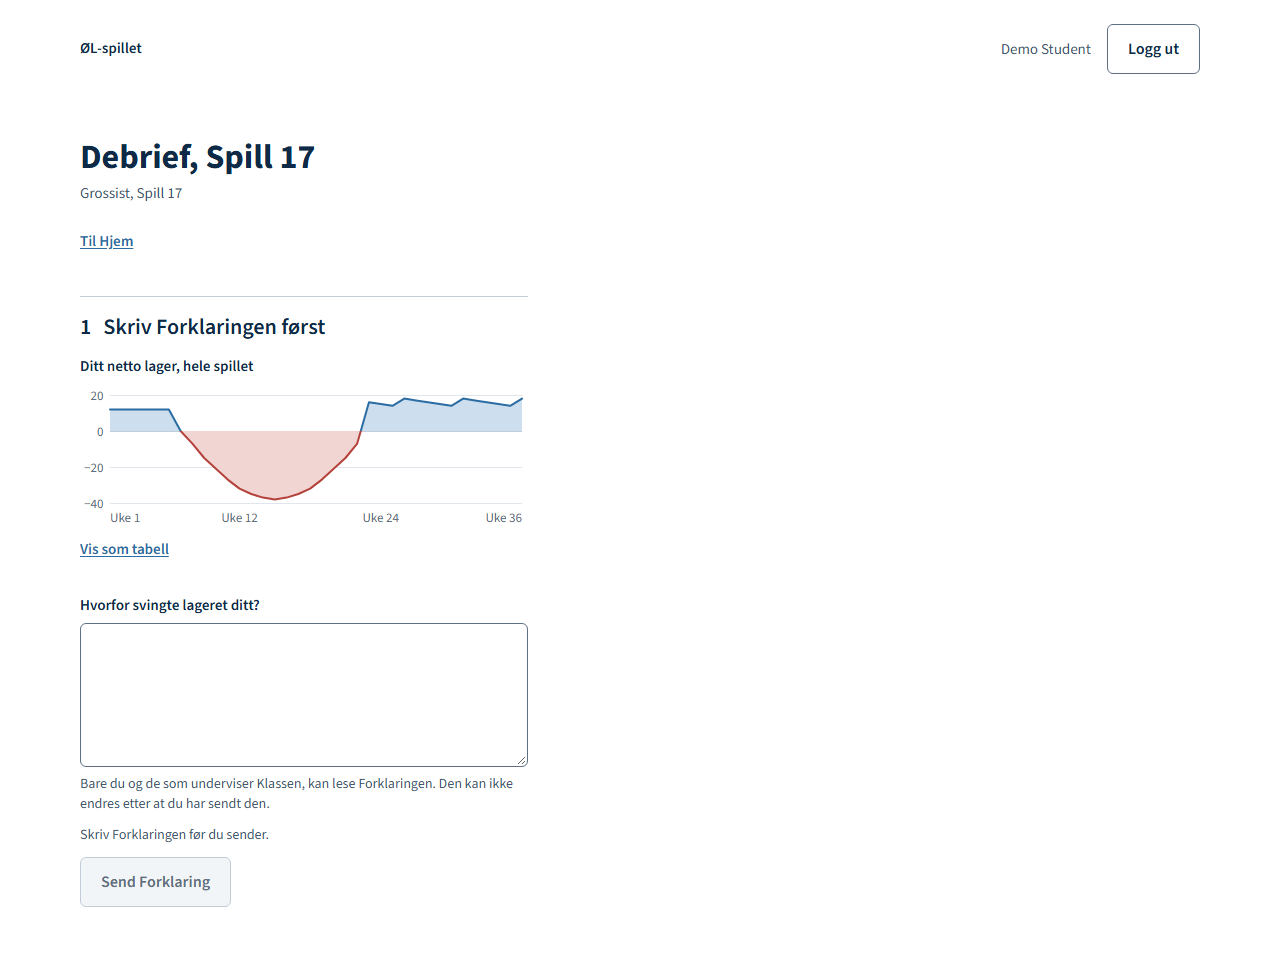 ØL-spillet
Demo Student
Logg ut
Debrief, Spill 17
Grossist, Spill 17
Til Hjem
1 Skriv Forklaringen først
Ditt netto lager, hele spillet
20
0
−20
−40
Uke 1
Uke 12
Uke 24
Uke 36
Vis som tabell
Hvorfor svingte lageret ditt?
Bare du og de som underviser Klassen, kan lese Forklaringen. Den kan ikke
endres etter at du har sendt den.
Skriv Forklaringen før du sender.
Send Forklaring